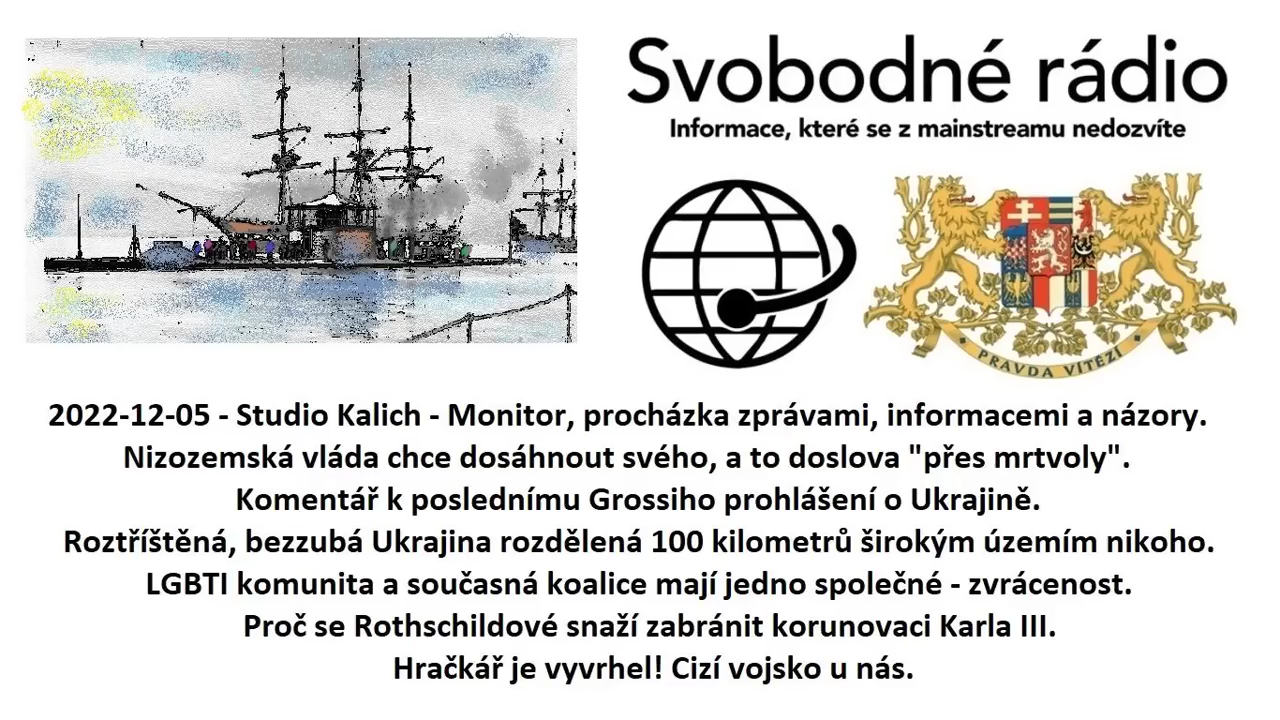 Svobodné rádio
Informace, které se z mainstreamu nedozvíte
PRAVDA VÍTĚZÍ
2022-12-05 - Studio Kalich - Monitor, procházka zprávami, informacemi a názory.
Nizozemská vláda chce dosáhnout svého, a to doslova "přes mrtvoly".
Komentář k poslednímu Grossiho prohlášení o Ukrajině.
Roztříštěná, bezzubá Ukrajina rozdělená 100 kilometrů širokým územím nikoho.
LGBTI komunita a současná koalice mají jedno společné - zvrácenost.
Proč se Rothschildové snaží zabránit korunovaci Karla III.
Hračkář je vyvrhel! Cizí vojsko u nás.